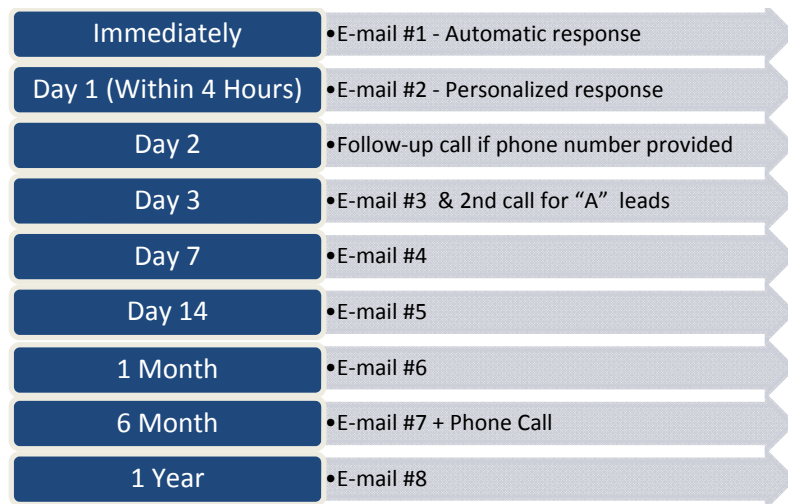 Immediately
•E-mail #1 - Automatic response
Day 1 (Within 4 Hours)
•E-mail #2 - Personalized response
Day 2
•Follow-up call if phone number provided
Day 3
•E-mail #3  & 2nd call for “A”  leads
Day 7
•E-mail #4
Day 14
•E-mail #5
1 Month
•E-mail #6
6 Month
•E-mail #7 + Phone Call
1 Year
•E-mail #8